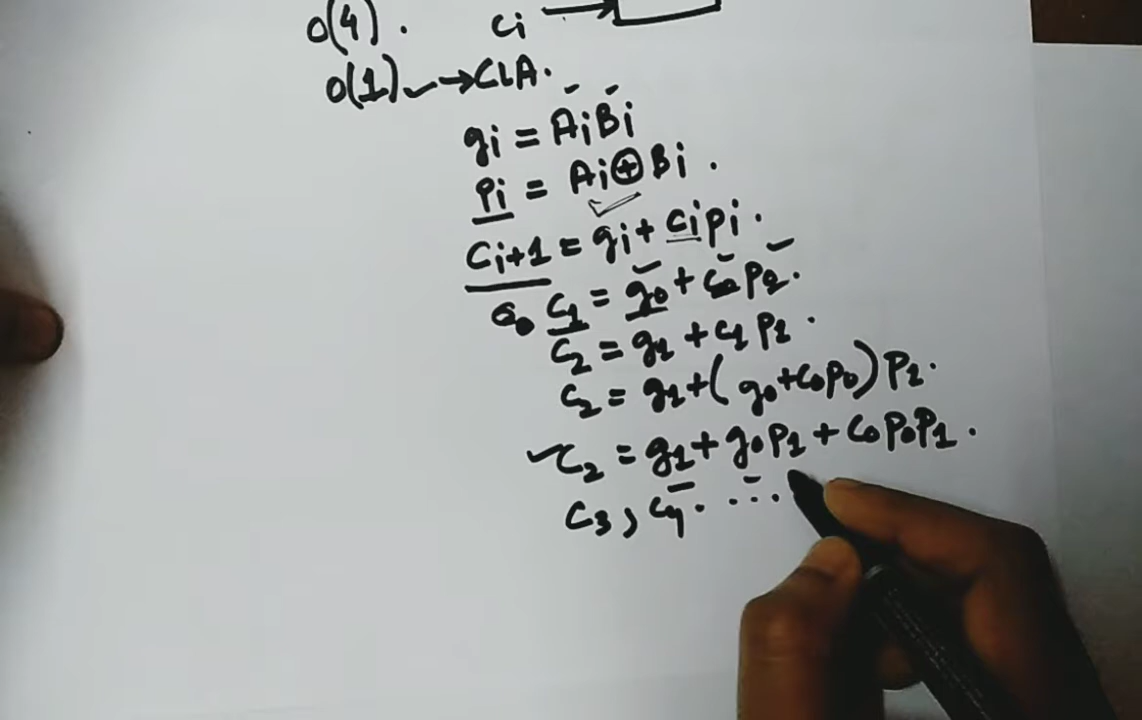 O(4). Ci →
O(1) ✓ → CLA.
gi = AiBi
Pi = Ai⊕Bi.
Ci+1 = gi + cipi.
C1 = g0 + C0 P0.
C2 = g1 + C1 P1.
C2 = g1 + (g0 + C0P0) P1.
✓ C2 = g1 + g0P1 + C0P0P1.
C3, C4. ...